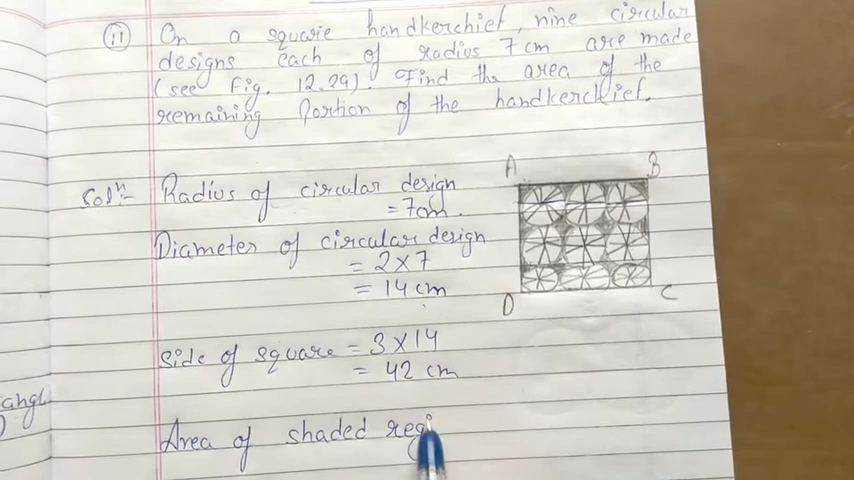 (ii) On a square handkerchief, nine circular
designs each of radius 7 cm are made
(see Fig. 12.29). Find the area of the
remaining portion of the handkerchief.
Solⁿ:- Radius of circular design
= 7cm.
Diameter of circular design
= 2×7
= 14 cm
A B
D C
Side of square = 3×14
= 42 cm
angl
Area of shaded regi